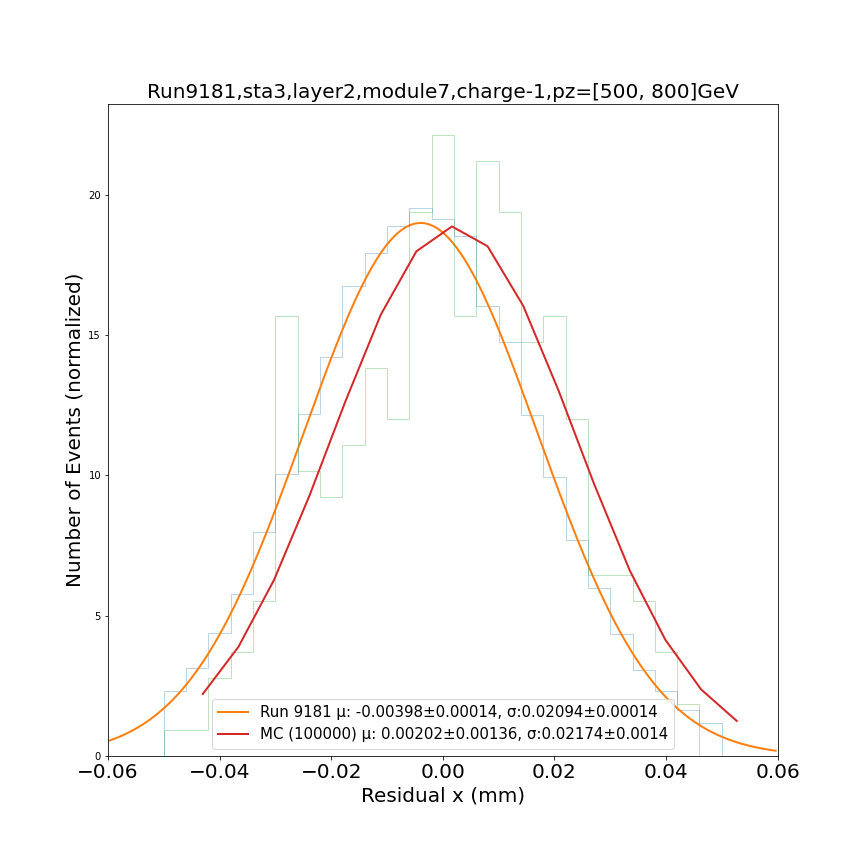 Run9181,sta3,layer2,module7,charge-1,pz=[500, 800]GeV
Number of Events (normalized)
20
15
10
5
0
Run 9181 μ: -0.00398±0.00014, σ:0.02094±0.00014
MC (100000) μ: 0.00202±0.00136, σ:0.02174±0.0014
−0.06 −0.04 −0.02 0.00 0.02 0.04 0.06
Residual x (mm)